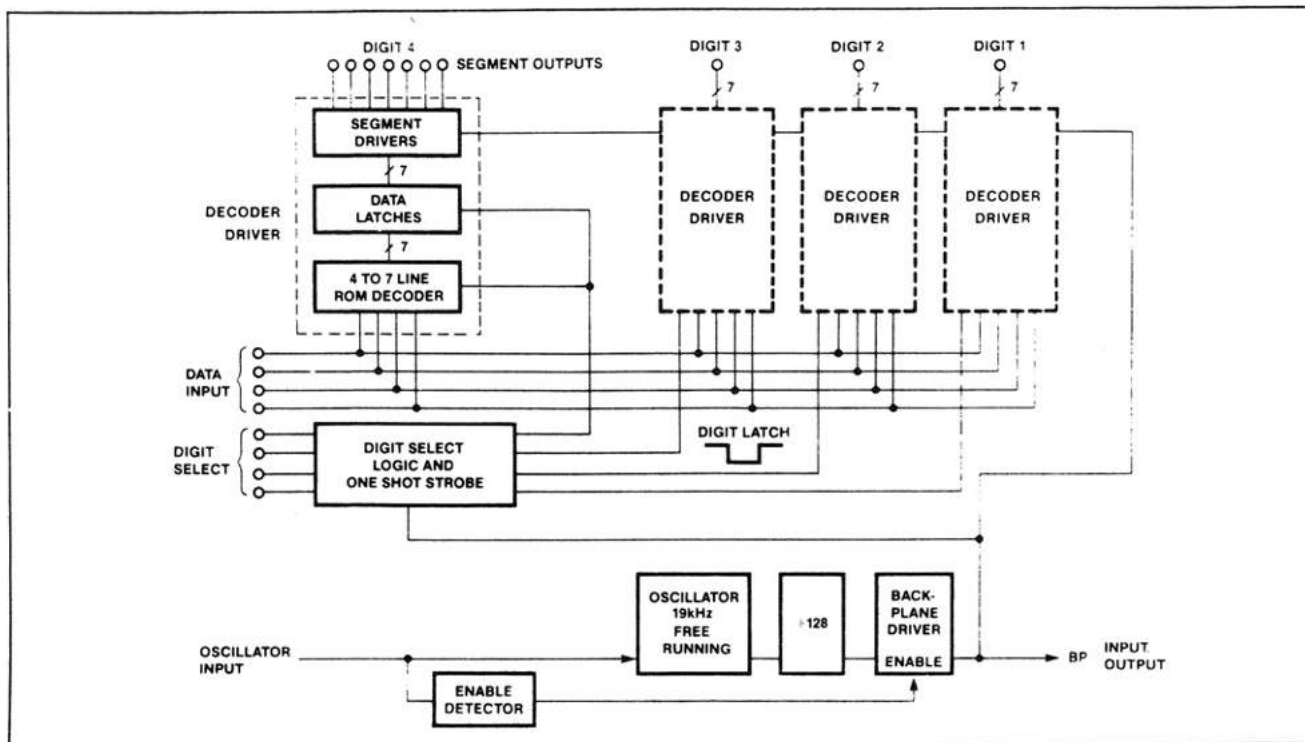 DIGIT 4
SEGMENT OUTPUTS
DIGIT 3
DIGIT 2
DIGIT 1
7
7
7
SEGMENT
DRIVERS
7
DATA
LATCHES
7
4 TO 7 LINE
ROM DECODER
DECODER
DRIVER
DECODER
DRIVER
DECODER
DRIVER
DECODER
DRIVER
DATA
INPUT
DIGIT
SELECT
DIGIT SELECT
LOGIC AND
ONE SHOT STROBE
DIGIT LATCH
OSCILLATOR
19kHz
FREE
RUNNING
128
BACK-
PLANE
DRIVER
ENABLE
OSCILLATOR
INPUT
ENABLE
DETECTOR
BP
INPUT
OUTPUT